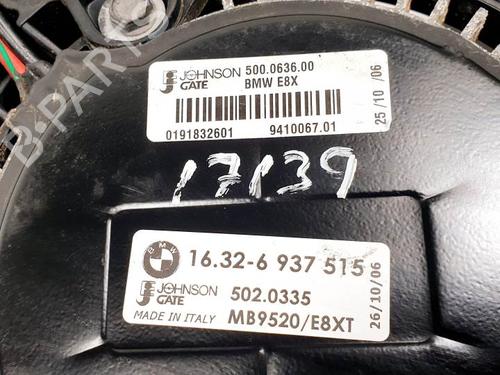 JOHNSON GATE 500.0636.00
BMW E8X
0191832601 9410067.01
25/10/06
17139
BMW
16.32-6 937 515
JOHNSON GATE 502.0335
MADE IN ITALY MB9520/E8XT
26/10/06
B-PARTS